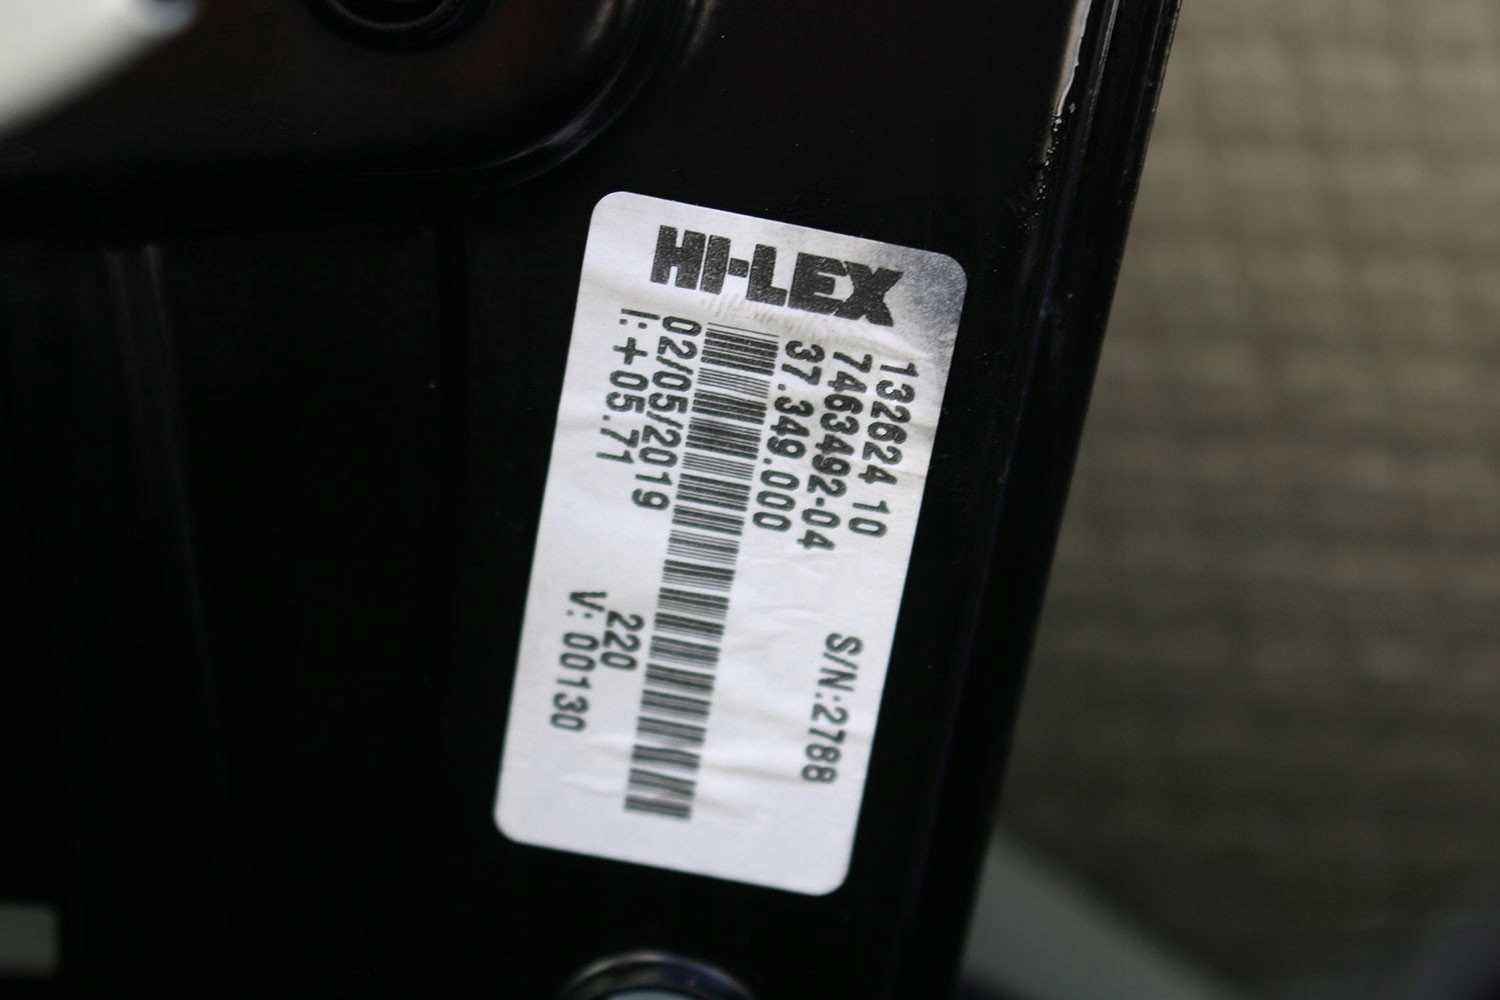 HI-LEX
132624 10
7463492-04 S/N:2788
37.349.000
02/05/2019 220
I:+05.71 V: 00130